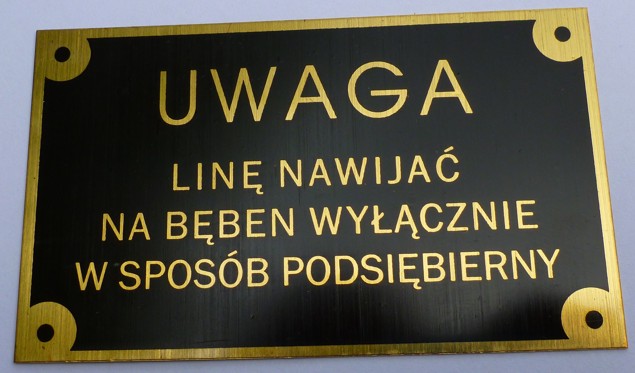 UWAGA
LINĘ NAWIJAĆ
NA BĘBEN WYŁĄCZNIE
W SPOSÓB PODSIĘBIERNY